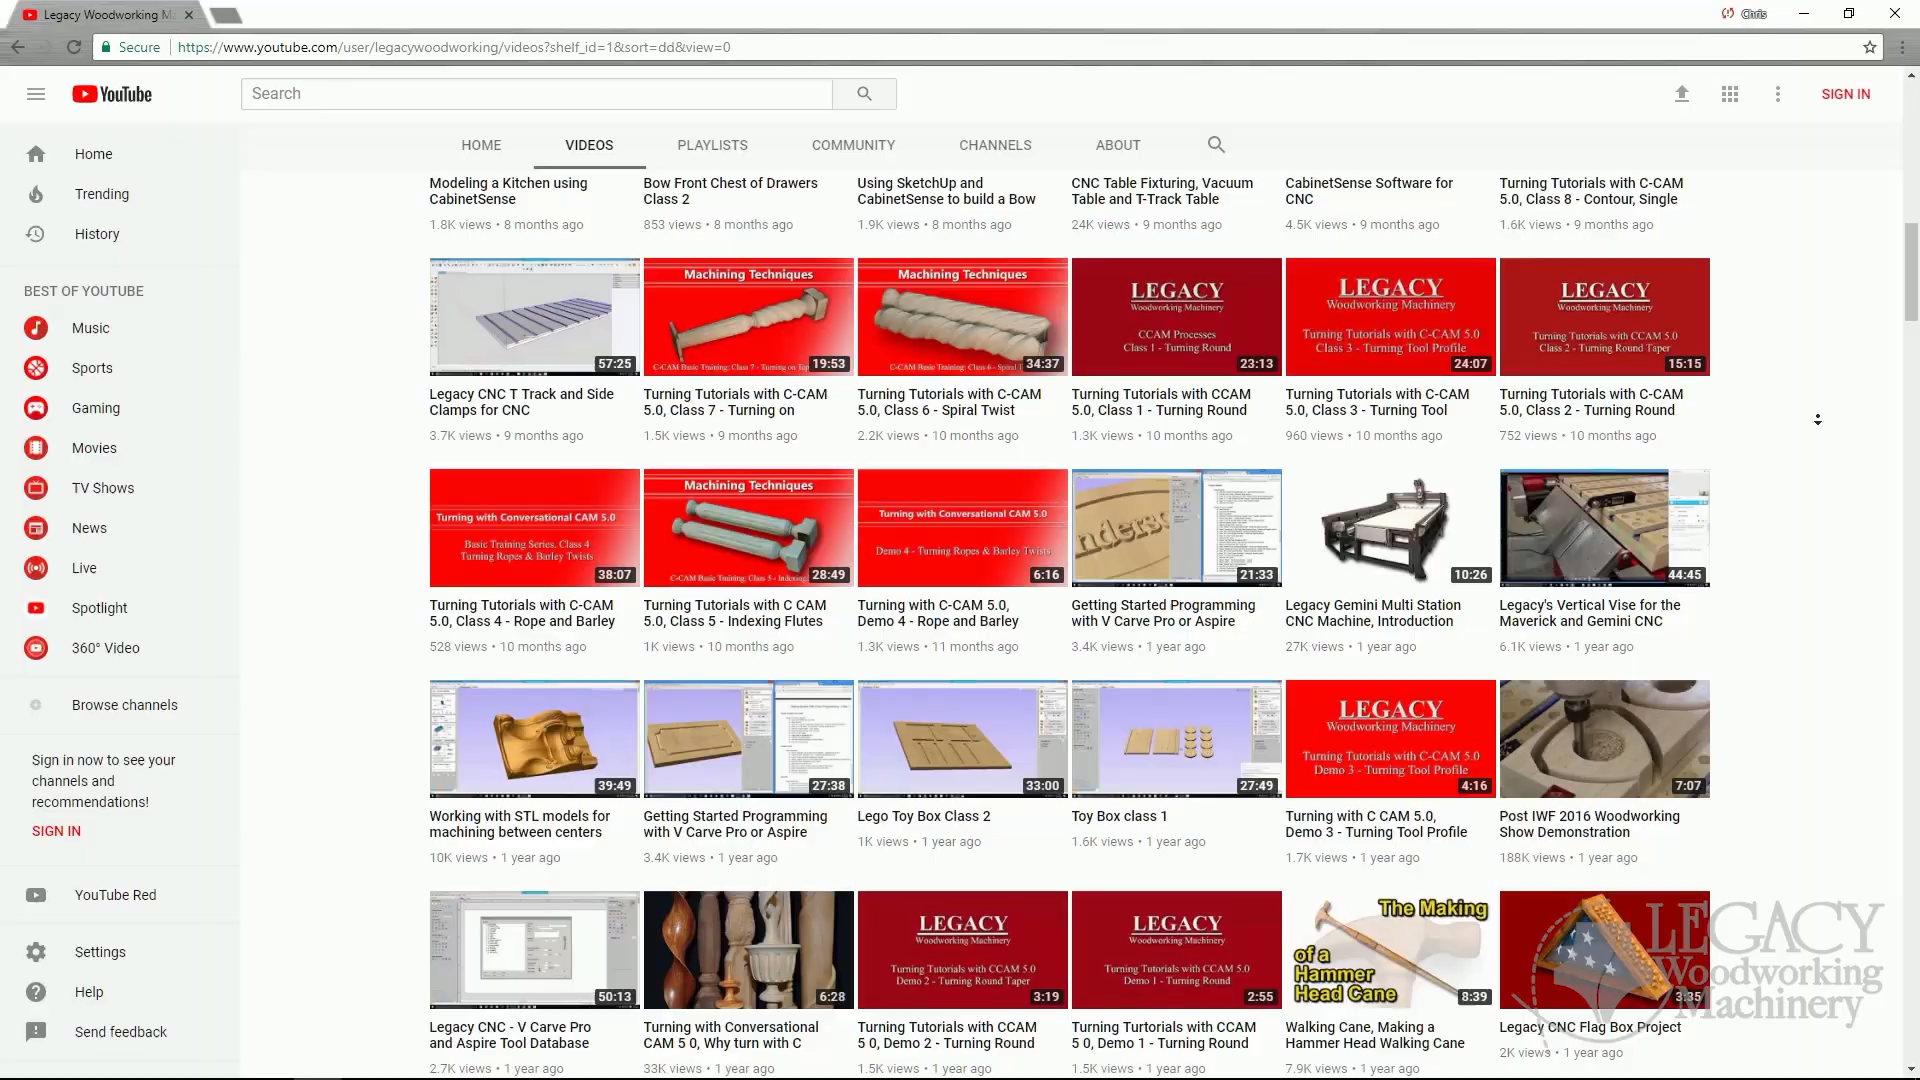 Legacy Woodworking M
Chris
Secure https://www.youtube.com/user/legacywoodworking/videos?shelf_id=1&sort=dd&view=0
YouTube
Search
SIGN IN
HOME VIDEOS PLAYLISTS COMMUNITY CHANNELS ABOUT
Home
Trending
History
BEST OF YOUTUBE
Music
Sports
Gaming
Movies
TV Shows
News
Live
Spotlight
360° Video
Browse channels
Sign in now to see your
channels and
recommendations!
SIGN IN
YouTube Red
Settings
Help
Send feedback
Modeling a Kitchen using
CabinetSense
1.8K views • 8 months ago
Bow Front Chest of Drawers
Class 2
853 views • 8 months ago
Using SketchUp and
CabinetSense to build a Bow
1.9K views • 8 months ago
CNC Table Fixturing, Vacuum
Table and T-Track Table
24K views • 9 months ago
CabinetSense Software for
CNC
4.5K views • 9 months ago
Turning Tutorials with C-CAM
5.0, Class 8 - Contour, Single
1.6K views • 9 months ago
57:25
Legacy CNC T Track and Side
Clamps for CNC
3.7K views • 9 months ago
Machining Techniques
C-CAM Basic Training: Class 7 - Turning on
19:53
Turning Tutorials with C-CAM
5.0, Class 7 - Turning on
1.5K views • 9 months ago
Machining Techniques
C-CAM Basic Training: Class 6 - Spiral
34:37
Turning Tutorials with C-CAM
5.0, Class 6 - Spiral Twist
2.2K views • 10 months ago
LEGACY
Woodworking Machinery
CCAM Processes
Class 1 - Turning Round
23:13
Turning Tutorials with CCAM
5.0, Class 1 - Turning Round
1.3K views • 10 months ago
LEGACY
Woodworking Machinery
Turning Tutorials with C-CAM 5.0
Class 3 - Turning Tool Profile
24:07
Turning Tutorials with C-CAM
5.0, Class 3 - Turning Tool
960 views • 10 months ago
LEGACY
Woodworking Machinery
Turning Tutorials with CCAM 5.0
Class 2 - Turning Round Taper
15:15
Turning Tutorials with C-CAM
5.0, Class 2 - Turning Round
752 views • 10 months ago
Turning with Conversational CAM 5.0
Basic Training Series, Class 4
Turning Ropes & Barley Twists
38:07
Turning Tutorials with C-CAM
5.0, Class 4 - Rope and Barley
528 views • 10 months ago
Machining Techniques
C-CAM Basic Training: Class 5 - Indexing
28:49
Turning Tutorials with C CAM
5.0, Class 5 - Indexing Flutes
1K views • 10 months ago
Turning with Conversational CAM 5.0
Demo 4 - Turning Ropes & Barley Twists
6:16
Turning with C-CAM 5.0,
Demo 4 - Rope and Barley
1.3K views • 11 months ago
21:33
Getting Started Programming
with V Carve Pro or Aspire
3.4K views • 1 year ago
10:26
Legacy Gemini Multi Station
CNC Machine, Introduction
27K views • 1 year ago
44:45
Legacy's Vertical Vise for the
Maverick and Gemini CNC
6.1K views • 1 year ago
39:49
Working with STL models for
machining between centers
10K views • 1 year ago
27:38
Getting Started Programming
with V Carve Pro or Aspire
3.4K views • 1 year ago
33:00
Lego Toy Box Class 2
1K views • 1 year ago
27:49
Toy Box class 1
1.6K views • 1 year ago
LEGACY
Woodworking Machinery
Turning Tutorials with C-CAM 5.0
Demo 3 - Turning Tool Profile
4:16
Turning with C CAM 5.0,
Demo 3 - Turning Tool Profile
1.7K views • 1 year ago
7:07
Post IWF 2016 Woodworking
Show Demonstration
188K views • 1 year ago
50:13
Legacy CNC - V Carve Pro
and Aspire Tool Database
2.7K views • 1 year ago
6:28
Turning with Conversational
CAM 5 0, Why turn with C
33K views • 1 year ago
LEGACY
Woodworking Machinery
Turning Tutorials with CCAM 5.0
Demo 2 - Turning Round Taper
3:19
Turning Tutorials with CCAM
5 0, Demo 2 - Turning Round
1.5K views • 1 year ago
LEGACY
Woodworking Machinery
Turning Tutorials with CCAM 5.0
Demo 1 - Turning Round
2:55
Turning Turtorials with CCAM
5 0, Demo 1 - Turning Round
1.5K views • 1 year ago
The Making
of a
Hammer
Head Cane
8:39
Walking Cane, Making a
Hammer Head Walking Cane
7.9K views • 1 year ago
3:35
Legacy CNC Flag Box Project
2K views • 1 year ago
LEGACY
Woodworking
Machinery